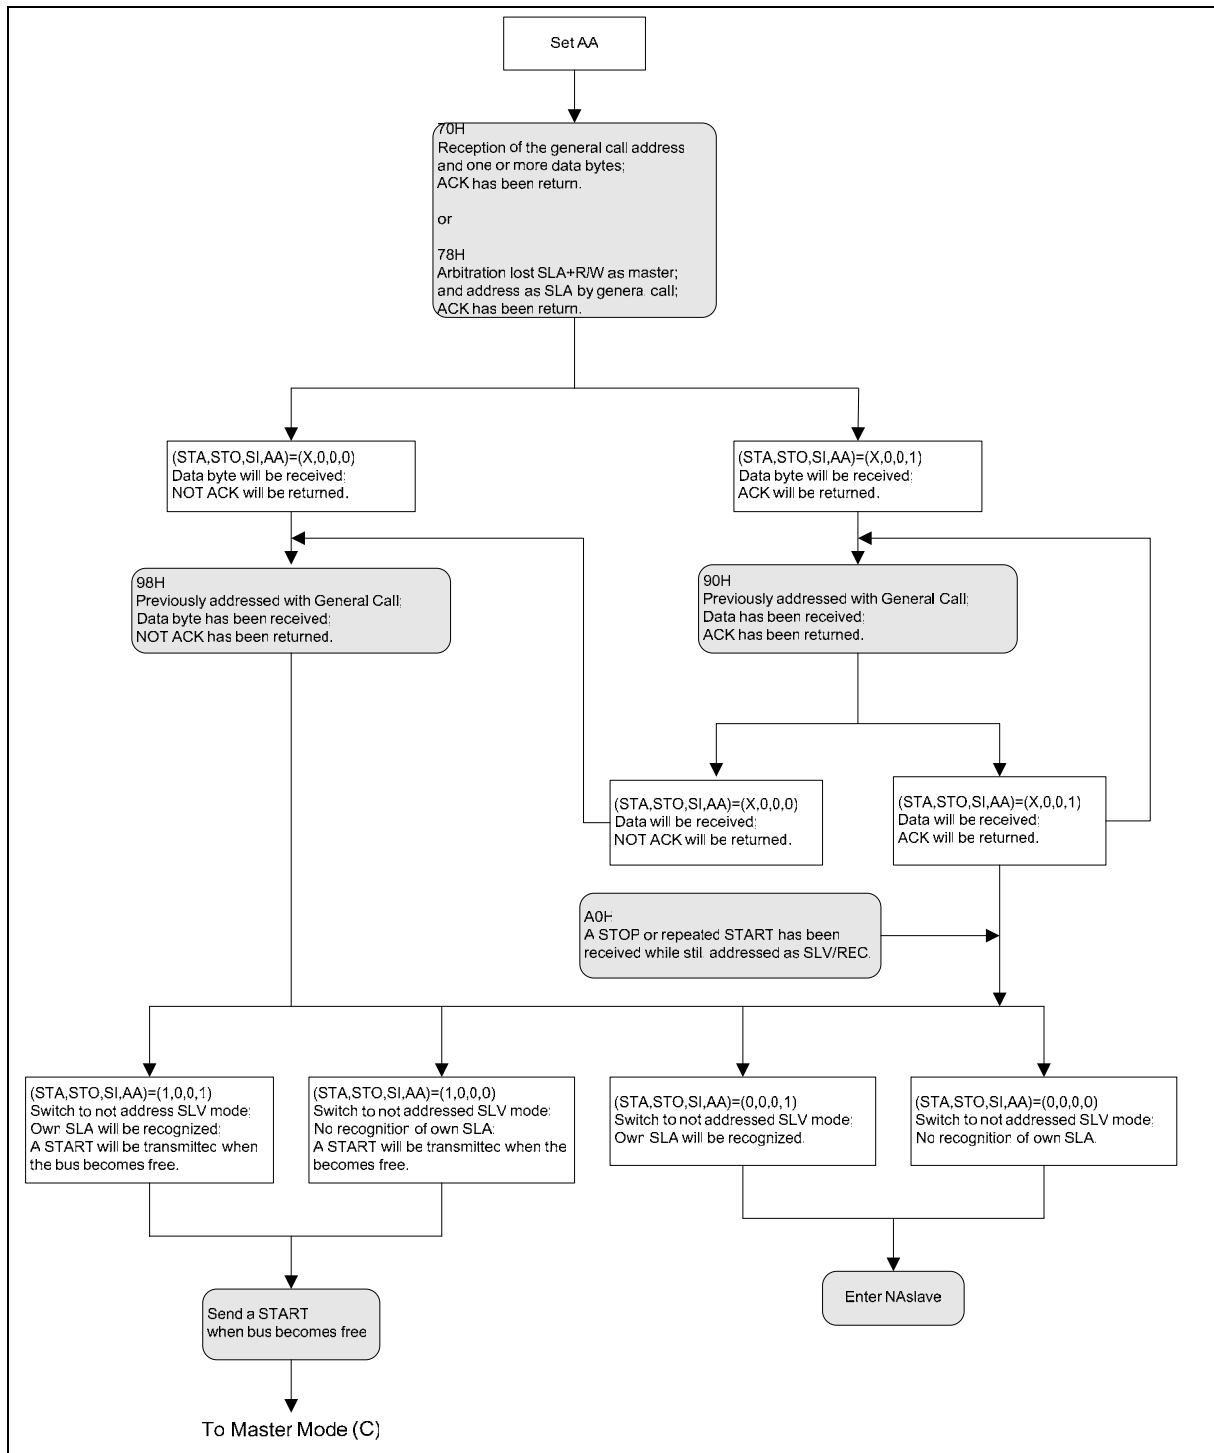 Set AA
70H
Reception of the general call address
and one or more data bytes;
ACK has been return.
or
78H
Arbitration lost SLA+R/W as master;
and address as SLA by general call;
ACK has been return.
(STA,STO,SI,AA)=(X,0,0,0)
Data byte will be received;
NOT ACK will be returned.
(STA,STO,SI,AA)=(X,0,0,1)
Data byte will be received;
ACK will be returned.
98H
Previously addressed with General Call;
Data byte has been received;
NOT ACK has been returned.
90H
Previously addressed with General Call;
Data has been received;
ACK has been returned.
(STA,STO,SI,AA)=(X,0,0,0)
Data will be received;
NOT ACK will be returned.
(STA,STO,SI,AA)=(X,0,0,1)
Data will be received;
ACK will be returned.
A0H
A STOP or repeated START has been
received while still addressed as SLV/REC.
(STA,STO,SI,AA)=(1,0,0,1)
Switch to not address SLV mode;
Own SLA will be recognized;
A START will be transmitted when
the bus becomes free.
(STA,STO,SI,AA)=(1,0,0,0)
Switch to not addressed SLV mode;
No recognition of own SLA;
A START will be transmitted when the
becomes free.
(STA,STO,SI,AA)=(0,0,0,1)
Switch to not addressed SLV mode;
Own SLA will be recognized.
(STA,STO,SI,AA)=(0,0,0,0)
Switch to not addressed SLV mode;
No recognition of own SLA.
Send a START
when bus becomes free
Enter NAslave
To Master Mode (C)